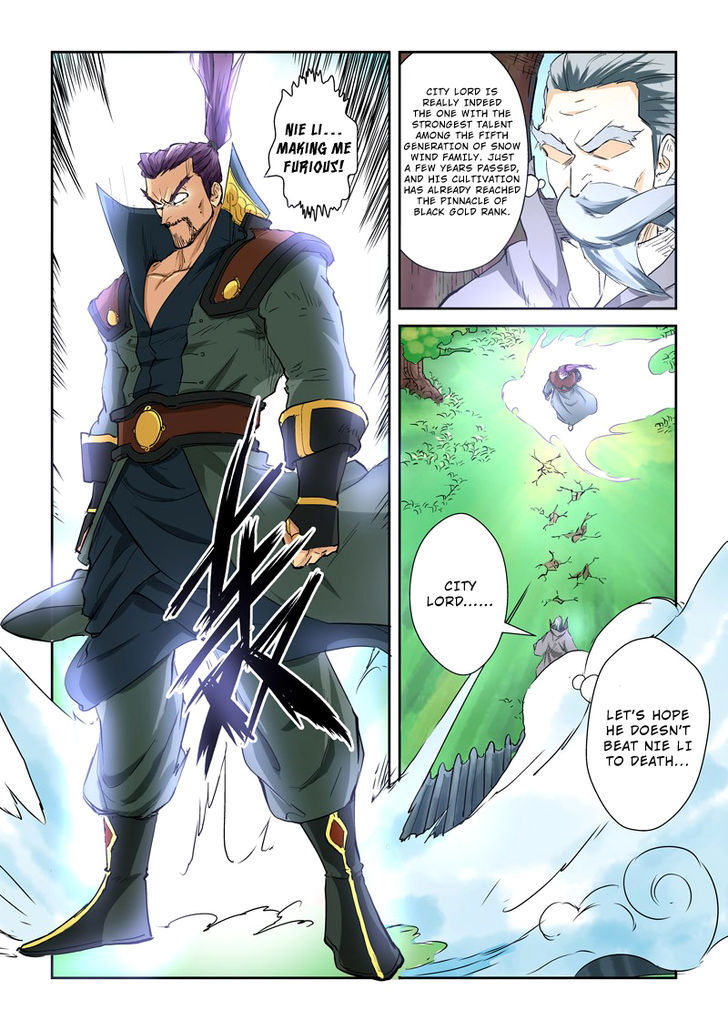 NIE LI...
MAKING ME
FURIOUS!
CITY LORD IS
REALLY INDEED
THE ONE WITH THE
STRONGEST TALENT
AMONG THE FIFTH
GENERATION OF SNOW
WIND FAMILY. JUST
A FEW YEARS PASSED,
AND HIS CULTIVATION
HAS ALREADY REACHED
THE PINNACLE OF
BLACK GOLD RANK.
CITY
LORD......
LET'S HOPE
HE DOESN'T
BEAT NIE LI
TO DEATH...